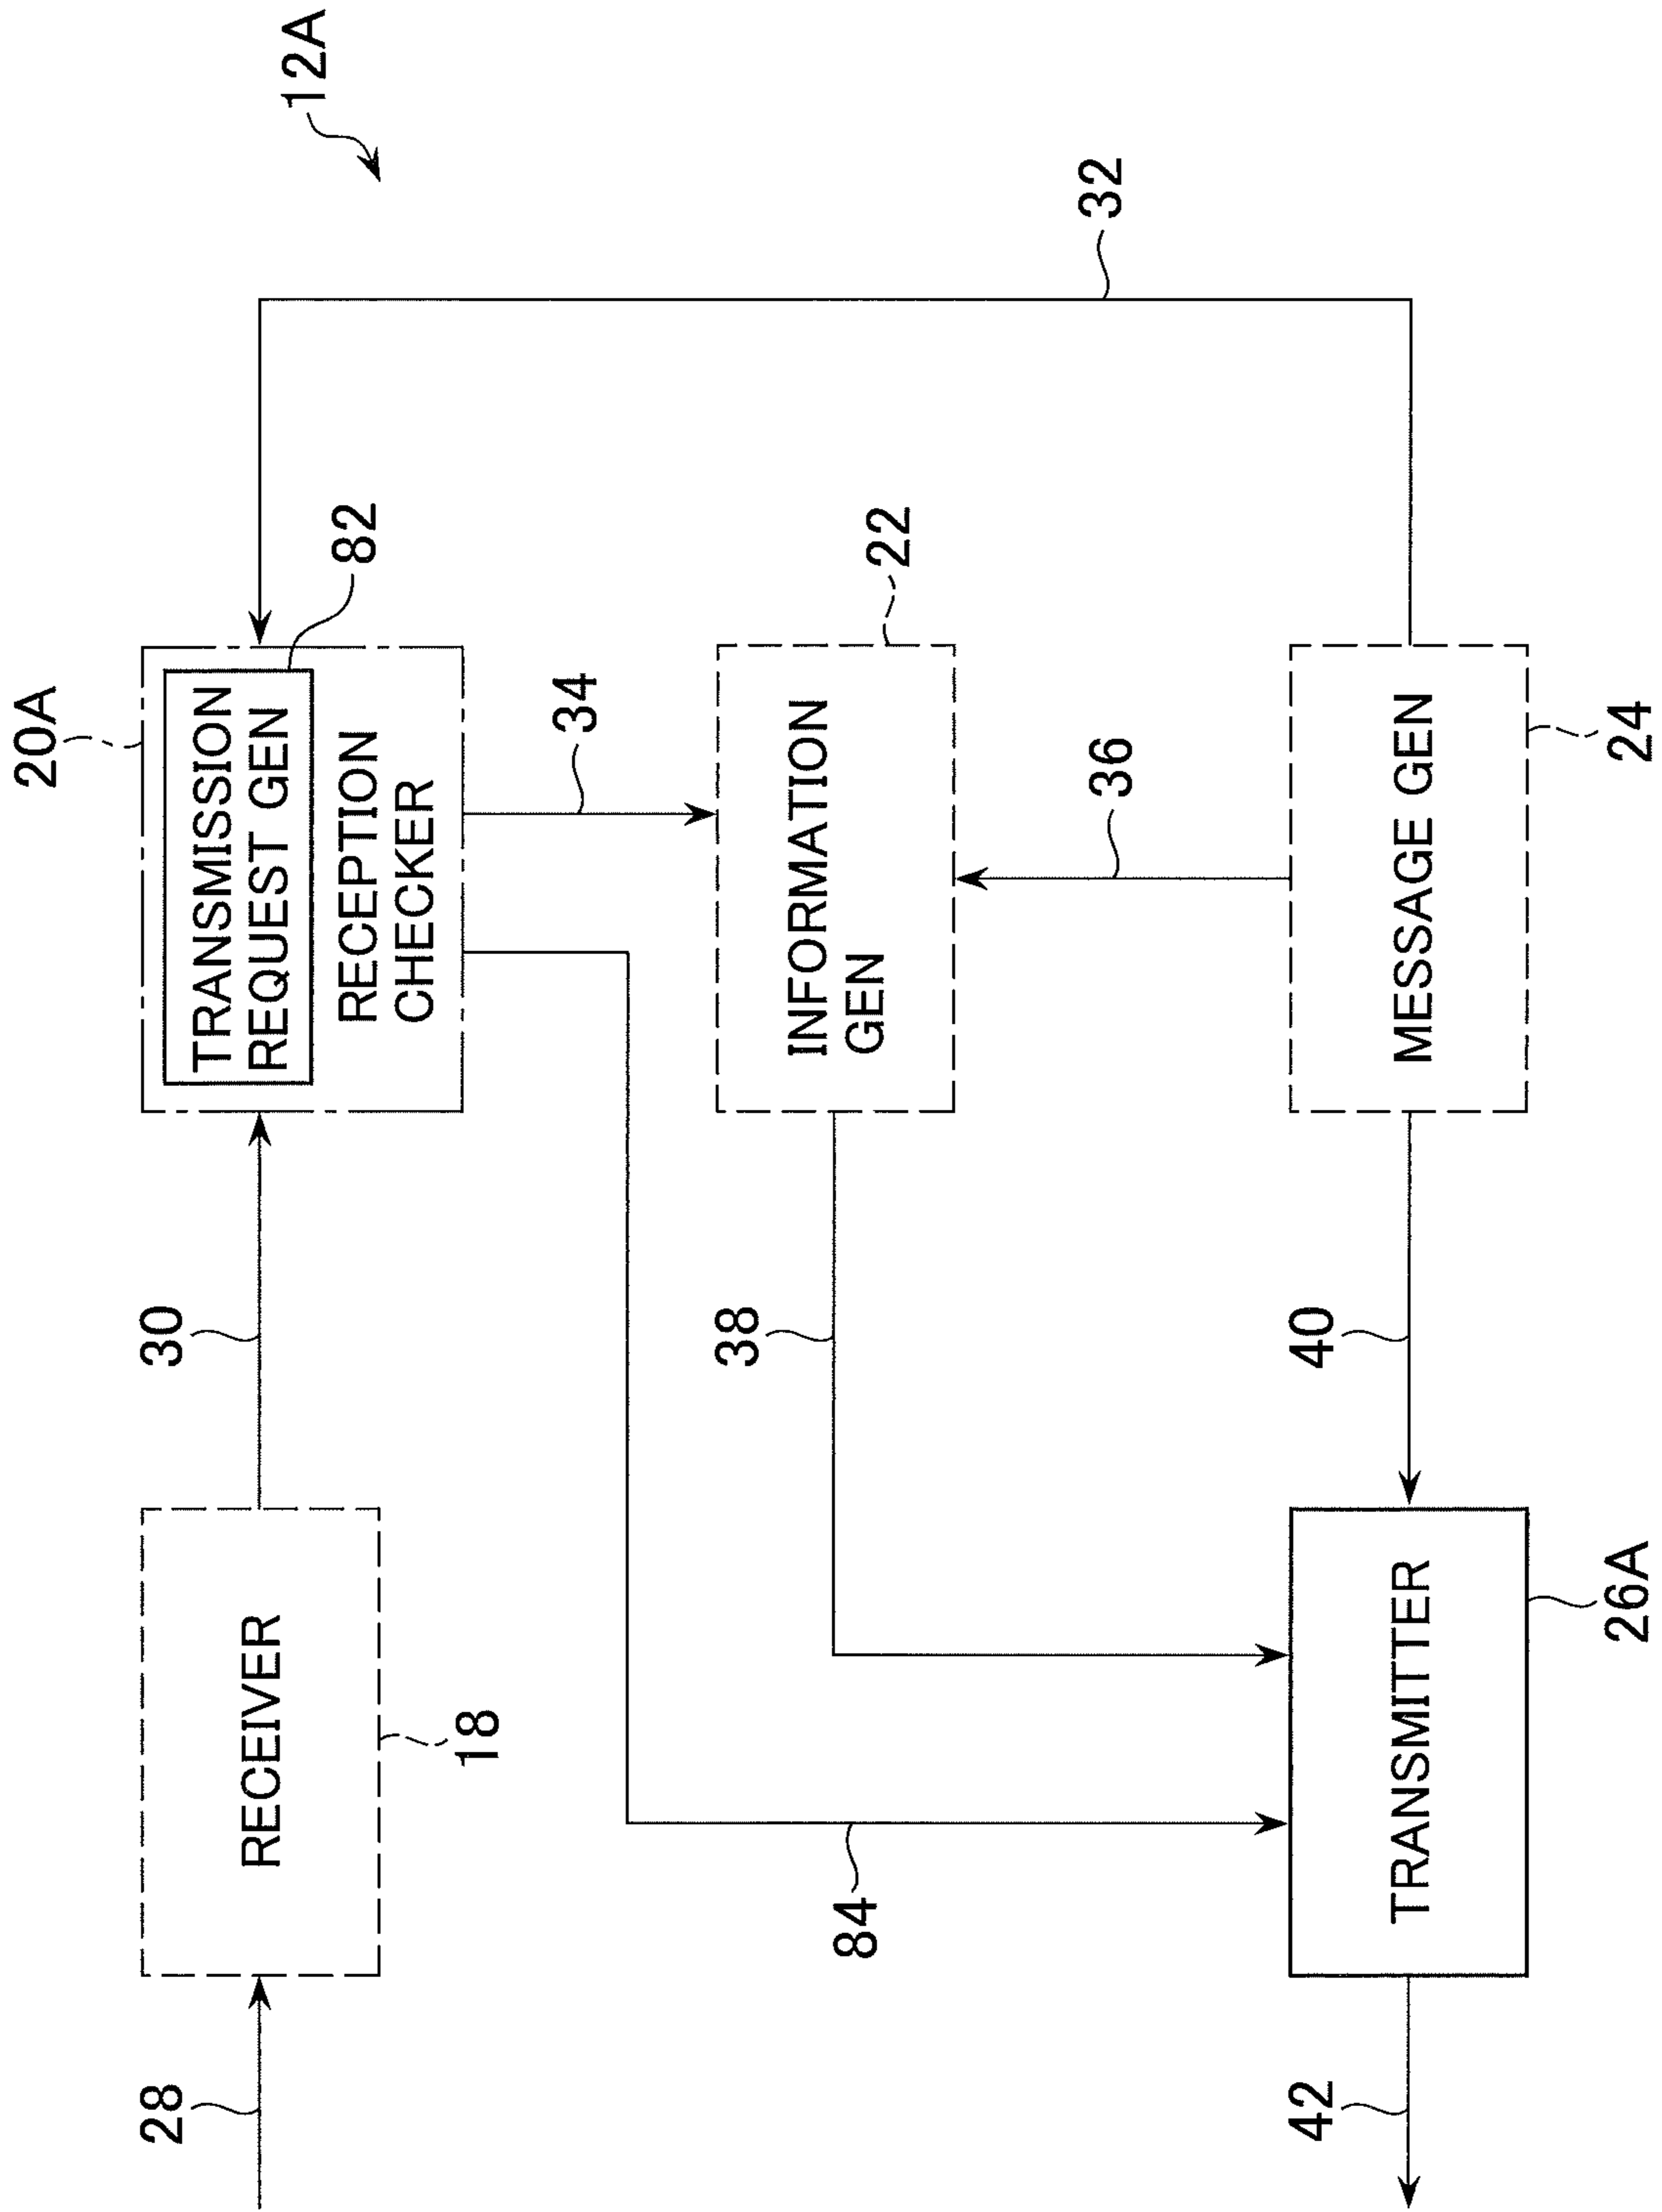 12A
20A
TRANSMISSION
REQUEST GEN
82
RECEPTION
CHECKER
28
RECEIVER
18
30
32
34
INFORMATION
GEN
22
36
38
84
MESSAGE GEN
24
40
TRANSMITTER
26A
42